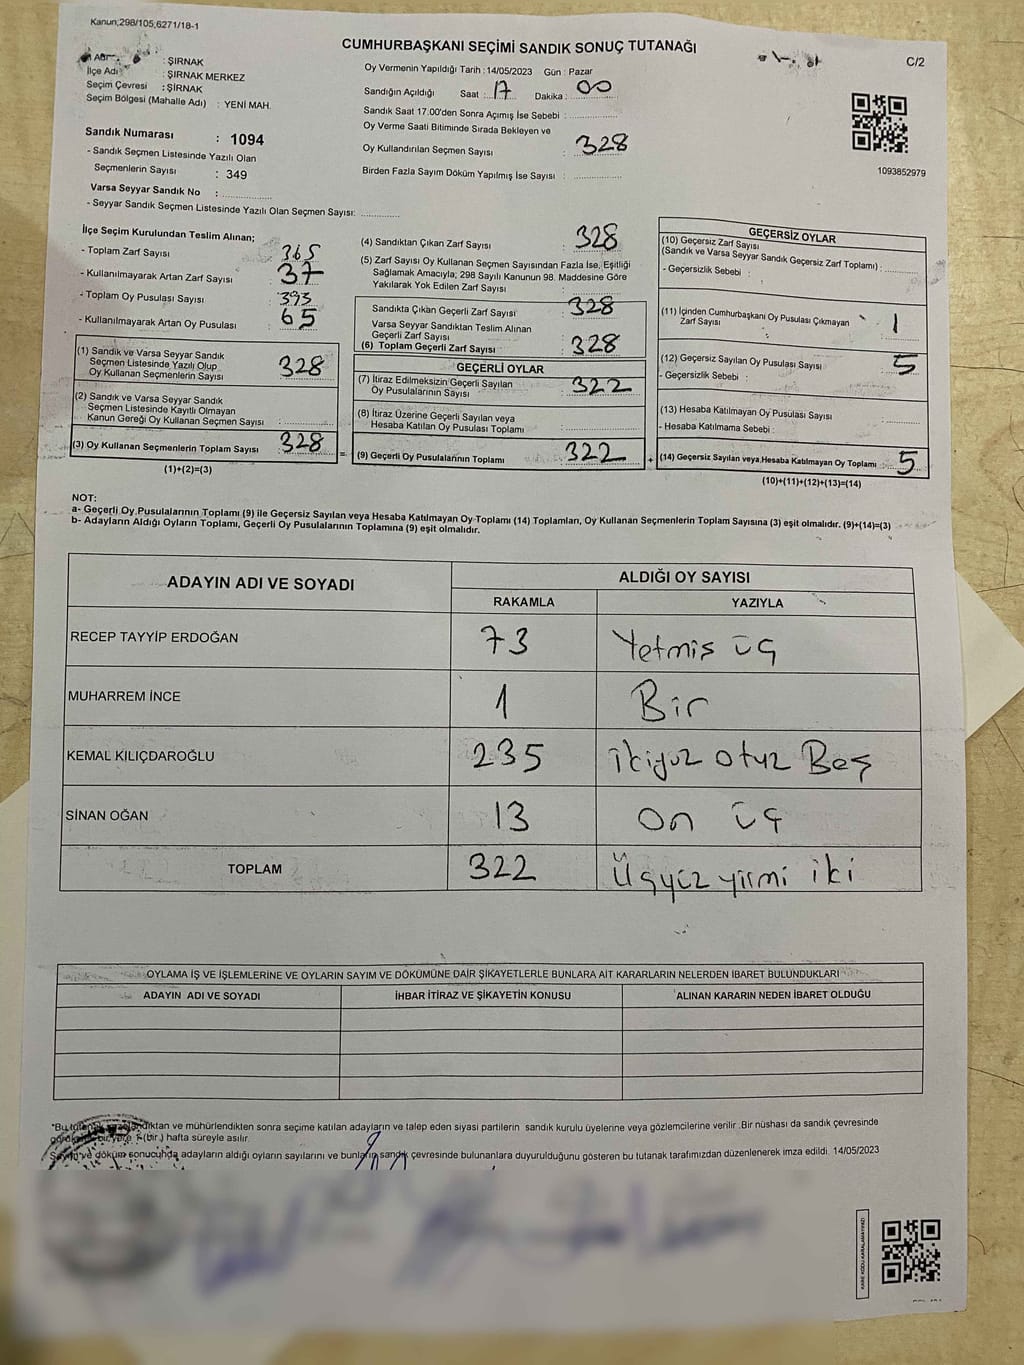 Kanun;298/105,6271/18-1
CUMHURBAŞKANI SEÇİMİ SANDIK SONUÇ TUTANAĞI
C/2
: ŞIRNAK
İlçe Adı : ŞIRNAK MERKEZ
Seçim Çevresi : ŞIRNAK
Seçim Bölgesi (Mahalle Adı) : YENİ MAH.
Sandık Numarası : 1094
- Sandık Seçmen Listesinde Yazılı Olan
Seçmenlerin Sayısı : 349
Varsa Seyyar Sandık No :
- Seyyar Sandık Seçmen Listesinde Yazılı Olan Seçmen Sayısı:
Oy Vermenin Yapıldığı Tarih : 14/05/2023 Gün : Pazar
Sandığın Açıldığı Saat : 17 Dakika : 00
Sandık Saat 17:00'den Sonra Açımış İse Sebebi :
Oy Verme Saati Bitiminde Sırada Bekleyen ve
Oy Kullandırılan Seçmen Sayısı : 328
Birden Fazla Sayım Döküm Yapılmış İse Sayısı :
1093852979
İlçe Seçim Kurulundan Teslim Alınan;
- Toplam Zarf Sayısı : 365
- Kullanılmayarak Artan Zarf Sayısı : 37
- Toplam Oy Pusulası Sayısı : 393
- Kullanılmayarak Artan Oy Pusulası : 65
(1) Sandık ve Varsa Seyyar Sandık
Seçmen Listesinde Yazılı Olup
Oy Kullanan Seçmenlerin Sayısı : 328
(2) Sandık ve Varsa Seyyar Sandık
Seçmen Listesinde Kayıtlı Olmayan
Kanun Gereği Oy Kullanan Seçmen Sayısı :
(3) Oy Kullanan Seçmenlerin Toplam Sayısı : 328
(1)+(2)=(3)
(4) Sandıktan Çıkan Zarf Sayısı : 328
(5) Zarf Sayısı Oy Kullanan Seçmen Sayısından Fazla İse, Eşitliği
Sağlamak Amacıyla; 298 Sayılı Kanunun 98. Maddesine Göre
Yakılarak Yok Edilen Zarf Sayısı :
Sandıkta Çıkan Geçerli Zarf Sayısı : 328
Varsa Seyyar Sandıktan Teslim Alınan
Geçerli Zarf Sayısı :
(6) Toplam Geçerli Zarf Sayısı : 328
GEÇERLİ OYLAR
(7) İtiraz Edilmeksizin Geçerli Sayılan
Oy Pusulalarının Sayısı : 322
(8) İtiraz Üzerine Geçerli Sayılan veya
Hesaba Katılan Oy Pusulası Toplamı :
= (9) Geçerli Oy Pusulalarının Toplamı : 322
GEÇERSİZ OYLAR
(10) Geçersiz Zarf Sayısı
(Sandık ve Varsa Seyyar Sandık Geçersiz Zarf Toplamı) :
- Geçersizlik Sebebi :
(11) İçinden Cumhurbaşkanı Oy Pusulası Çıkmayan
Zarf Sayısı : 1
(12) Geçersiz Sayılan Oy Pusulası Sayısı : 5
- Geçersizlik Sebebi :
(13) Hesaba Katılmayan Oy Pusulası Sayısı :
- Hesaba Katılmama Sebebi :
+ (14) Geçersiz Sayılan veya Hesaba Katılmayan Oy Toplamı : 5
(10)+(11)+(12)+(13)=(14)
NOT:
a- Geçerli Oy Pusulalarının Toplamı (9) ile Geçersiz Sayılan veya Hesaba Katılmayan Oy Toplamı (14) Toplamları, Oy Kullanan Seçmenlerin Toplam Sayısına (3) eşit olmalıdır. (9)+(14)=(3)
b- Adayların Aldığı Oyların Toplamı, Geçerli Oy Pusulalarının Toplamına (9) eşit olmalıdır.
ADAYIN ADI VE SOYADI ALDIĞI OY SAYISI
RAKAMLA YAZIYLA
RECEP TAYYİP ERDOĞAN 73 Yetmiş üç
MUHARREM İNCE 1 Bir
KEMAL KILIÇDAROĞLU 235 ikiyuz otuz Beş
SİNAN OĞAN 13 On üç
TOPLAM 322 Üçyüz yirmi iki
OYLAMA İŞ VE İŞLEMLERİNE VE OYLARIN SAYIM VE DÖKÜMÜNE DAİR ŞİKAYETLERLE BUNLARA AİT KARARLARIN NELERDEN İBARET BULUNDUKLARI
ADAYIN ADI VE SOYADI İHBAR İTİRAZ VE ŞİKAYETİN KONUSU ALINAN KARARIN NEDEN İBARET OLDUĞU
ve mühürlendikten sonra seçime katılan adayların ve talep eden siyasi partilerin sandık kurulu üyelerine veya gözlemcilerine verilir. Bir nüshası da sandık çevresinde
(bir.) hafta süreyle asılır.
ve döküm sonucunda adayların aldığı oyların sayılarını ve bunların sandık çevresinde bulunanlara duyurulduğunu gösteren bu tutanak tarafımızdan düzenlenerek imza edildi. 14/05/2023
KARE KODU KARALAMAYINIZ!